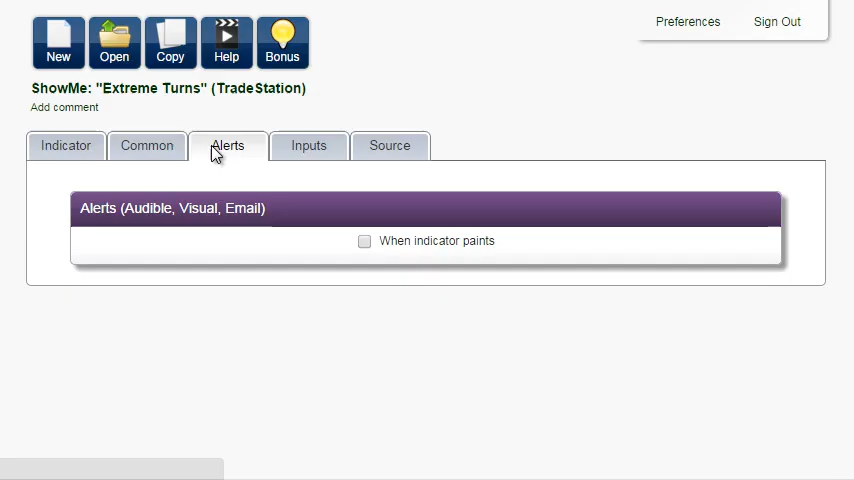 Preferences Sign Out
New Open Copy Help Bonus
ShowMe: "Extreme Turns" (TradeStation)
Add comment
Indicator Common Alerts Inputs Source
Alerts (Audible, Visual, Email)
When indicator paints